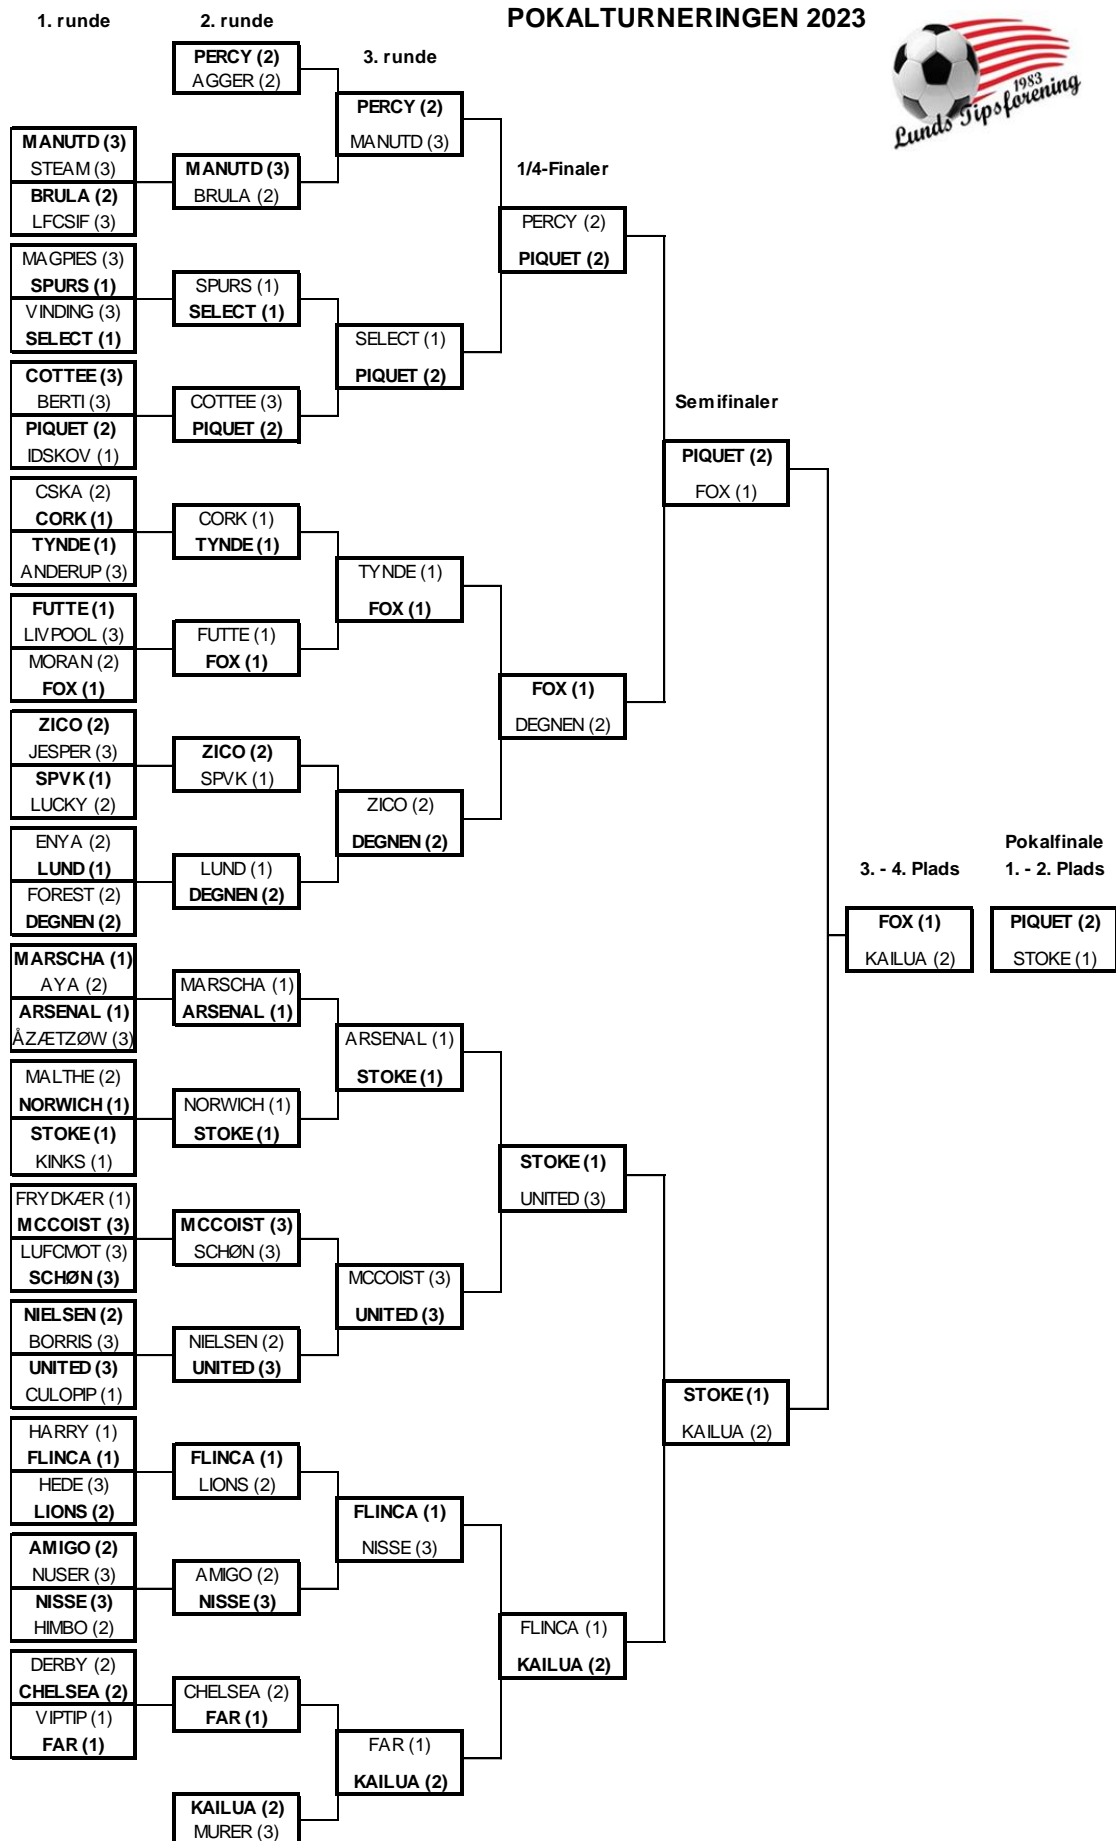 POKALTURNERINGEN 2023
1983
Lunds Tipsforening
1. runde
MANUTD (3)
STEAM (3)
BRULA (2)
LFCSIF (3)
MAGPIES (3)
SPURS (1)
VINDING (3)
SELECT (1)
COTTEE (3)
BERTI (3)
PIQUET (2)
IDSKOV (1)
CSKA (2)
CORK (1)
TYNDE (1)
ANDERUP (3)
FUTTE (1)
LIVPOOL (3)
MORAN (2)
FOX (1)
ZICO (2)
JESPER (3)
SPVK (1)
LUCKY (2)
ENYA (2)
LUND (1)
FOREST (2)
DEGNEN (2)
MARSCHA (1)
AYA (2)
ARSENAL (1)
ÅZÆTZØW (3)
MALTHE (2)
NORWICH (1)
STOKE (1)
KINKS (1)
FRYDKÆR (1)
MCCOIST (3)
LUFCMOT (3)
SCHØN (3)
NIELSEN (2)
BORRIS (3)
UNITED (3)
CULOPIP (1)
HARRY (1)
FLINCA (1)
HEDE (3)
LIONS (2)
AMIGO (2)
NUSER (3)
NISSE (3)
HIMBO (2)
DERBY (2)
CHELSEA (2)
VIPTIP (1)
FAR (1)
2. runde
PERCY (2)
AGGER (2)
MANUTD (3)
BRULA (2)
SPURS (1)
SELECT (1)
COTTEE (3)
PIQUET (2)
CORK (1)
TYNDE (1)
FUTTE (1)
FOX (1)
ZICO (2)
SPVK (1)
LUND (1)
DEGNEN (2)
MARSCHA (1)
ARSENAL (1)
NORWICH (1)
STOKE (1)
MCCOIST (3)
SCHØN (3)
NIELSEN (2)
UNITED (3)
FLINCA (1)
LIONS (2)
AMIGO (2)
NISSE (3)
CHELSEA (2)
FAR (1)
KAILUA (2)
MURER (3)
3. runde
PERCY (2)
MANUTD (3)
SELECT (1)
PIQUET (2)
TYNDE (1)
FOX (1)
ZICO (2)
DEGNEN (2)
ARSENAL (1)
STOKE (1)
MCCOIST (3)
UNITED (3)
FLINCA (1)
NISSE (3)
FAR (1)
KAILUA (2)
1/4-Finaler
PERCY (2)
PIQUET (2)
FOX (1)
DEGNEN (2)
STOKE (1)
UNITED (3)
FLINCA (1)
KAILUA (2)
Semifinaler
PIQUET (2)
FOX (1)
STOKE (1)
KAILUA (2)
3. - 4. Plads
FOX (1)
KAILUA (2)
Pokalfinale
1. - 2. Plads
PIQUET (2)
STOKE (1)